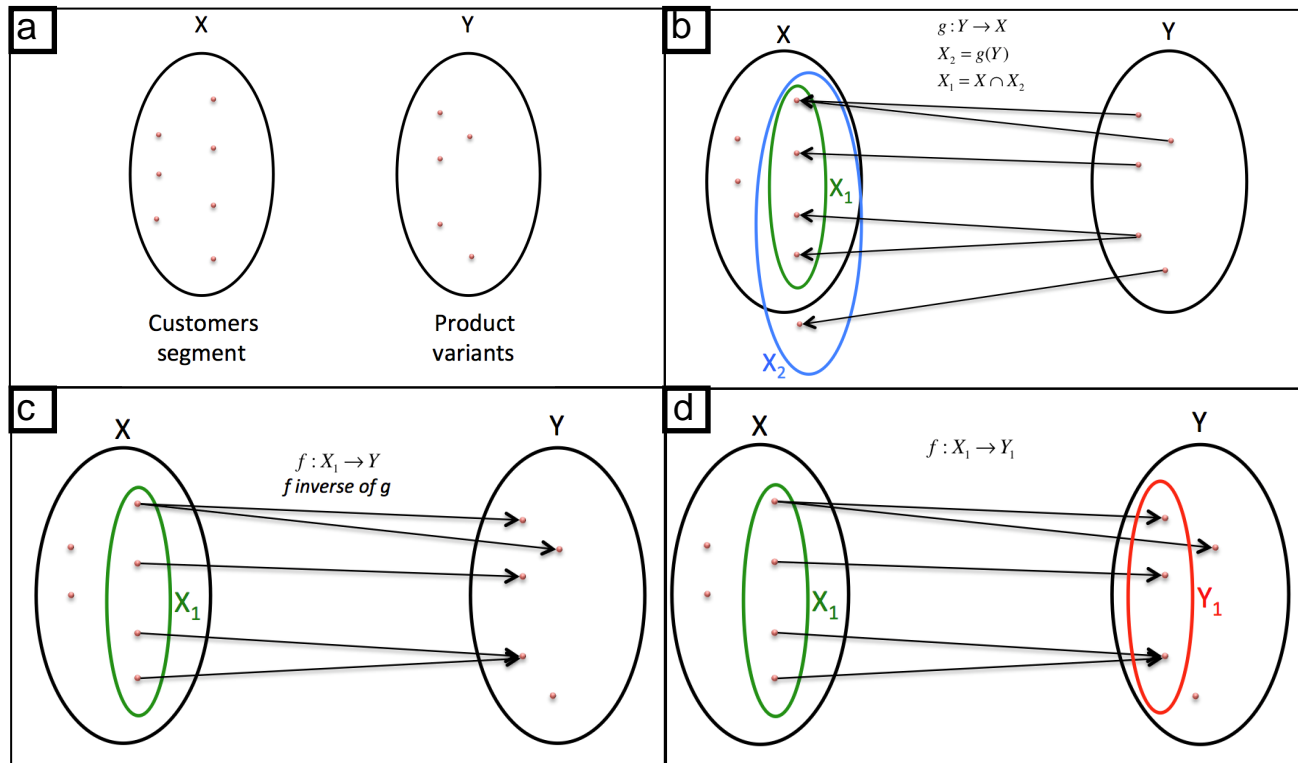 a
X
Y
Customers
segment
Product
variants
b
X
Y
g : Y → X
X₂ = g(Y)
X₁ = X ∩ X₂
X₁
X₂
c
X
Y
f : X₁ → Y
f inverse of g
X₁
d
X
Y
f : X₁ → Y₁
X₁
Y₁